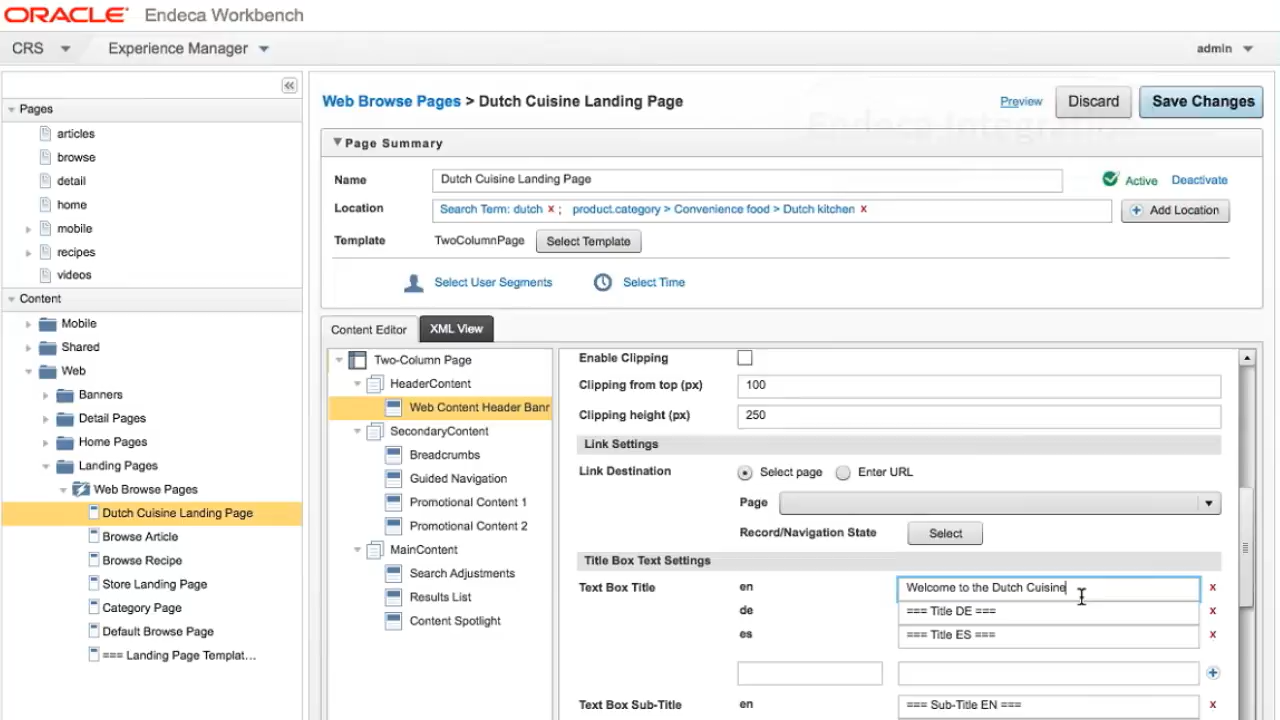 ORACLE Endeca Workbench
CRS Experience Manager admin
Pages
articles
browse
detail
home
mobile
recipes
videos
Content
Mobile
Shared
Web
Banners
Detail Pages
Home Pages
Landing Pages
Web Browse Pages
Dutch Cuisine Landing Page
Browse Article
Browse Recipe
Store Landing Page
Category Page
Default Browse Page
=== Landing Page Templat...
Web Browse Pages > Dutch Cuisine Landing Page
Preview Discard Save Changes
Endeca Integrati
Page Summary
Name Dutch Cuisine Landing Page Active Deactivate
Location Search Term: dutch x ; product.category > Convenience food > Dutch kitchen x Add Location
Template TwoColumnPage Select Template
Select User Segments Select Time
Content Editor XML View
Two-Column Page
HeaderContent
Web Content Header Banr
SecondaryContent
Breadcrumbs
Guided Navigation
Promotional Content 1
Promotional Content 2
MainContent
Search Adjustments
Results List
Content Spotlight
Enable Clipping
Clipping from top (px) 100
Clipping height (px) 250
Link Settings
Link Destination Select page Enter URL
Page
Record/Navigation State Select
Title Box Text Settings
Text Box Title en Welcome to the Dutch Cuisine x
de === Title DE === x
es === Title ES === x
Text Box Sub-Title en === Sub-Title EN === x